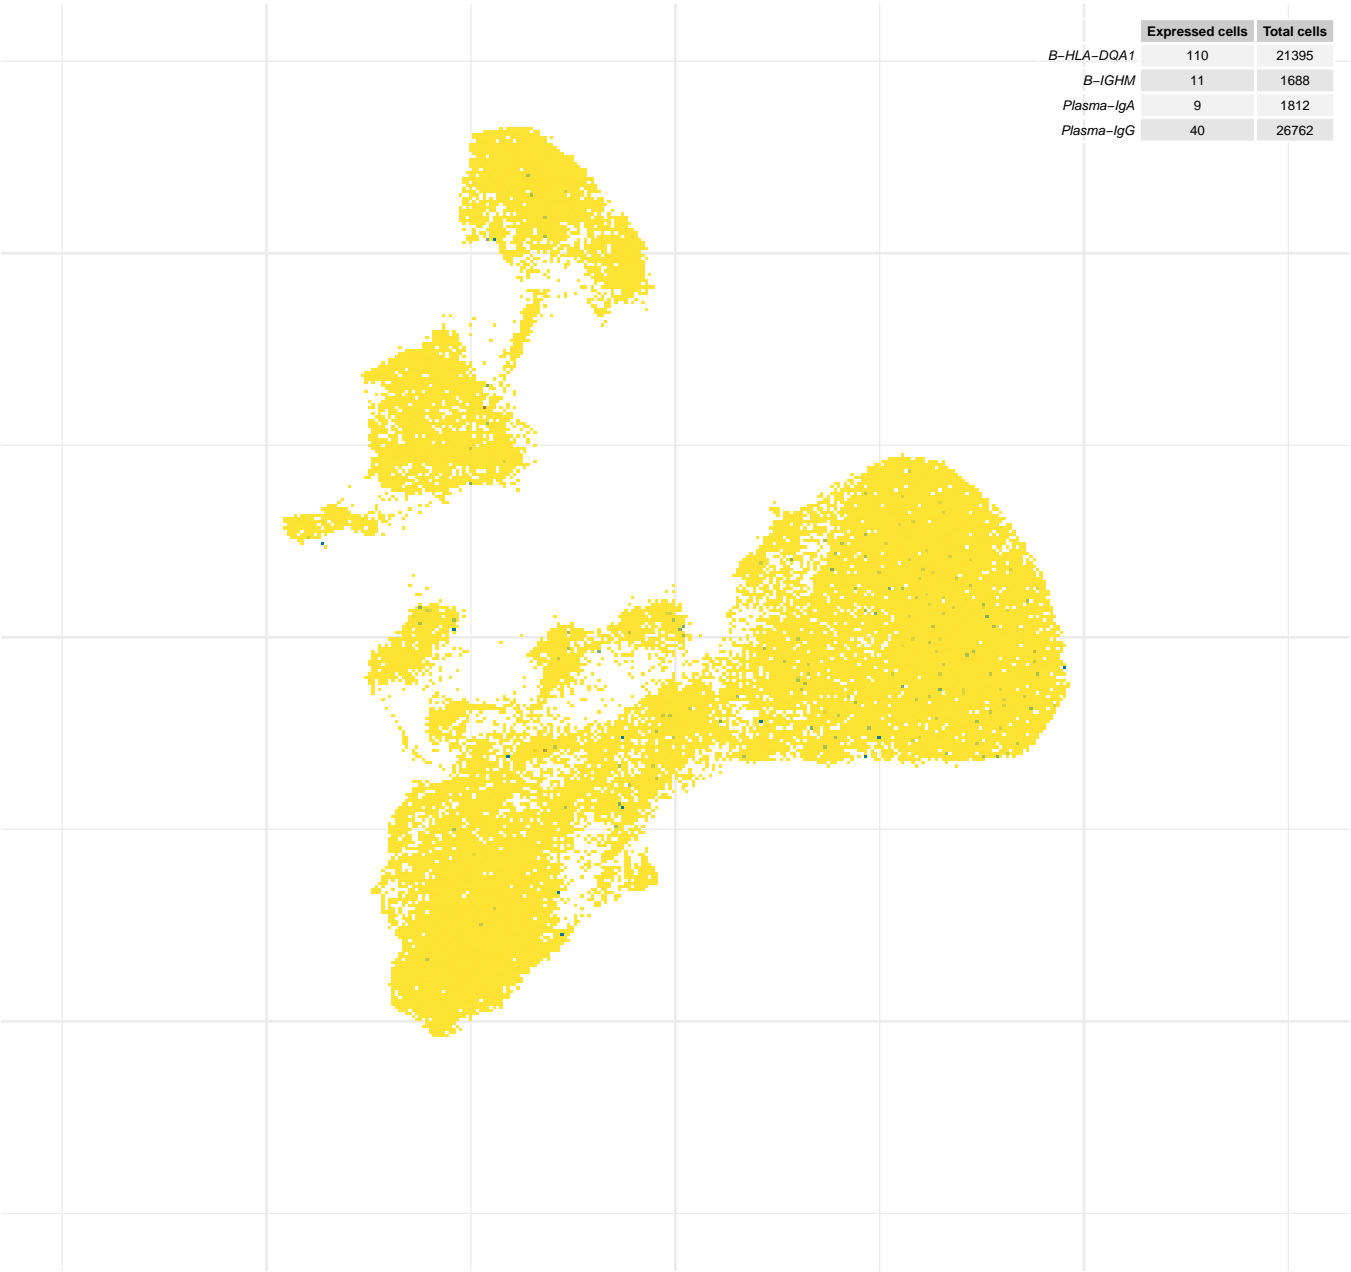 Expressed cells Total cells
B−HLA−DQA1 110 21395
B−IGHM 11 1688
Plasma−IgA 9 1812
Plasma−IgG 40 26762